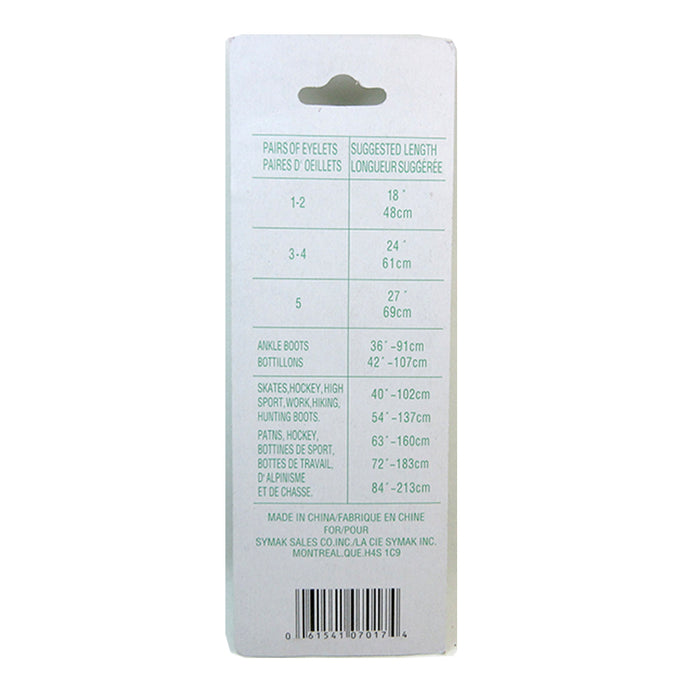 PAIRS OF EYELETS
PAIRES D' OEILLETS
SUGGESTED LENGTH
LONGUEUR SUGGÉRÉE
1-2
18"
48cm
3-4
24"
61cm
5
27"
69cm
ANKLE BOOTS
BOTTILLONS
36"-91cm
42"-107cm
SKATES,HOCKEY,HIGH
SPORT,WORK,HIKING,
HUNTING BOOTS.
PATNS, HOCKEY,
BOTTINES DE SPORT,
BOTTES DE TRAVAIL,
D' ALPINISME
ET DE CHASSE.
40"-102cm
54"-137cm
63"-160cm
72"-183cm
84"-213cm
MADE IN CHINA/FABRIQUE EN CHINE
FOR/POUR
SYMAK SALES CO.INC./LA CIE SYMAK INC.
MONTREAL.QUE.H4S 1C9
0 61541 07017 4